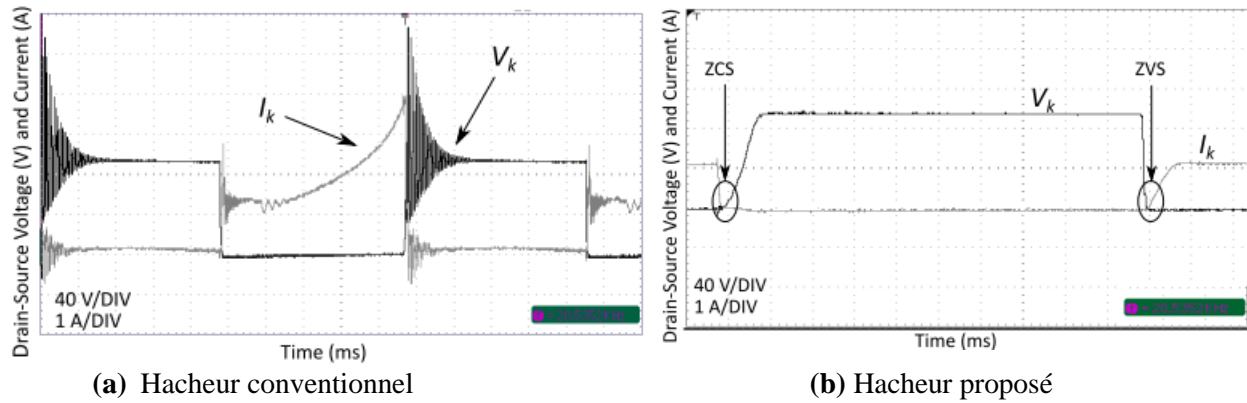 Drain-Source Voltage (V) and Current (A)
V_k
I_k
40 V/DIV
1 A/DIV
Time (ms)
(a) Hacheur conventionnel
Drain-Source Voltage (V) and Current (A)
T
ZCS
ZVS
V_k
I_k
40 V/DIV
1 A/DIV
Time (ms)
(b) Hacheur proposé